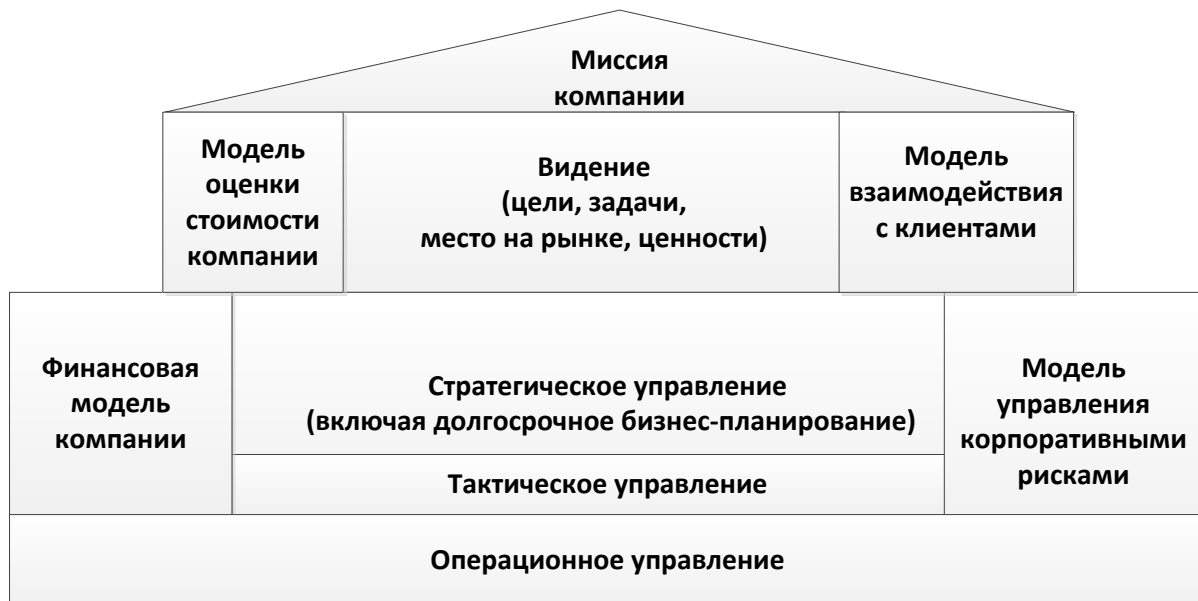 Миссия
компании
Модель
оценки
стоимости
компании
Видение
(цели, задачи,
место на рынке, ценности)
Модель
взаимодействия
с клиентами
Финансовая
модель
компании
Стратегическое управление
(включая долгосрочное бизнес-планирование)
Тактическое управление
Модель
управления
корпоративными
рисками
Операционное управление